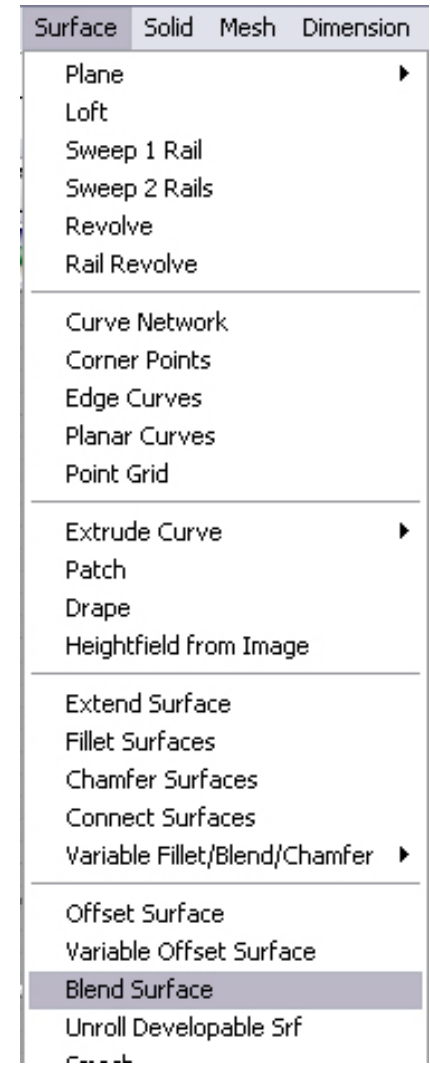 Surface Solid Mesh Dimension
Plane
Loft
Sweep 1 Rail
Sweep 2 Rails
Revolve
Rail Revolve
Curve Network
Corner Points
Edge Curves
Planar Curves
Point Grid
Extrude Curve
Patch
Drape
Heightfield from Image
Extend Surface
Fillet Surfaces
Chamfer Surfaces
Connect Surfaces
Variable Fillet/Blend/Chamfer
Offset Surface
Variable Offset Surface
Blend Surface
Unroll Developable Srf